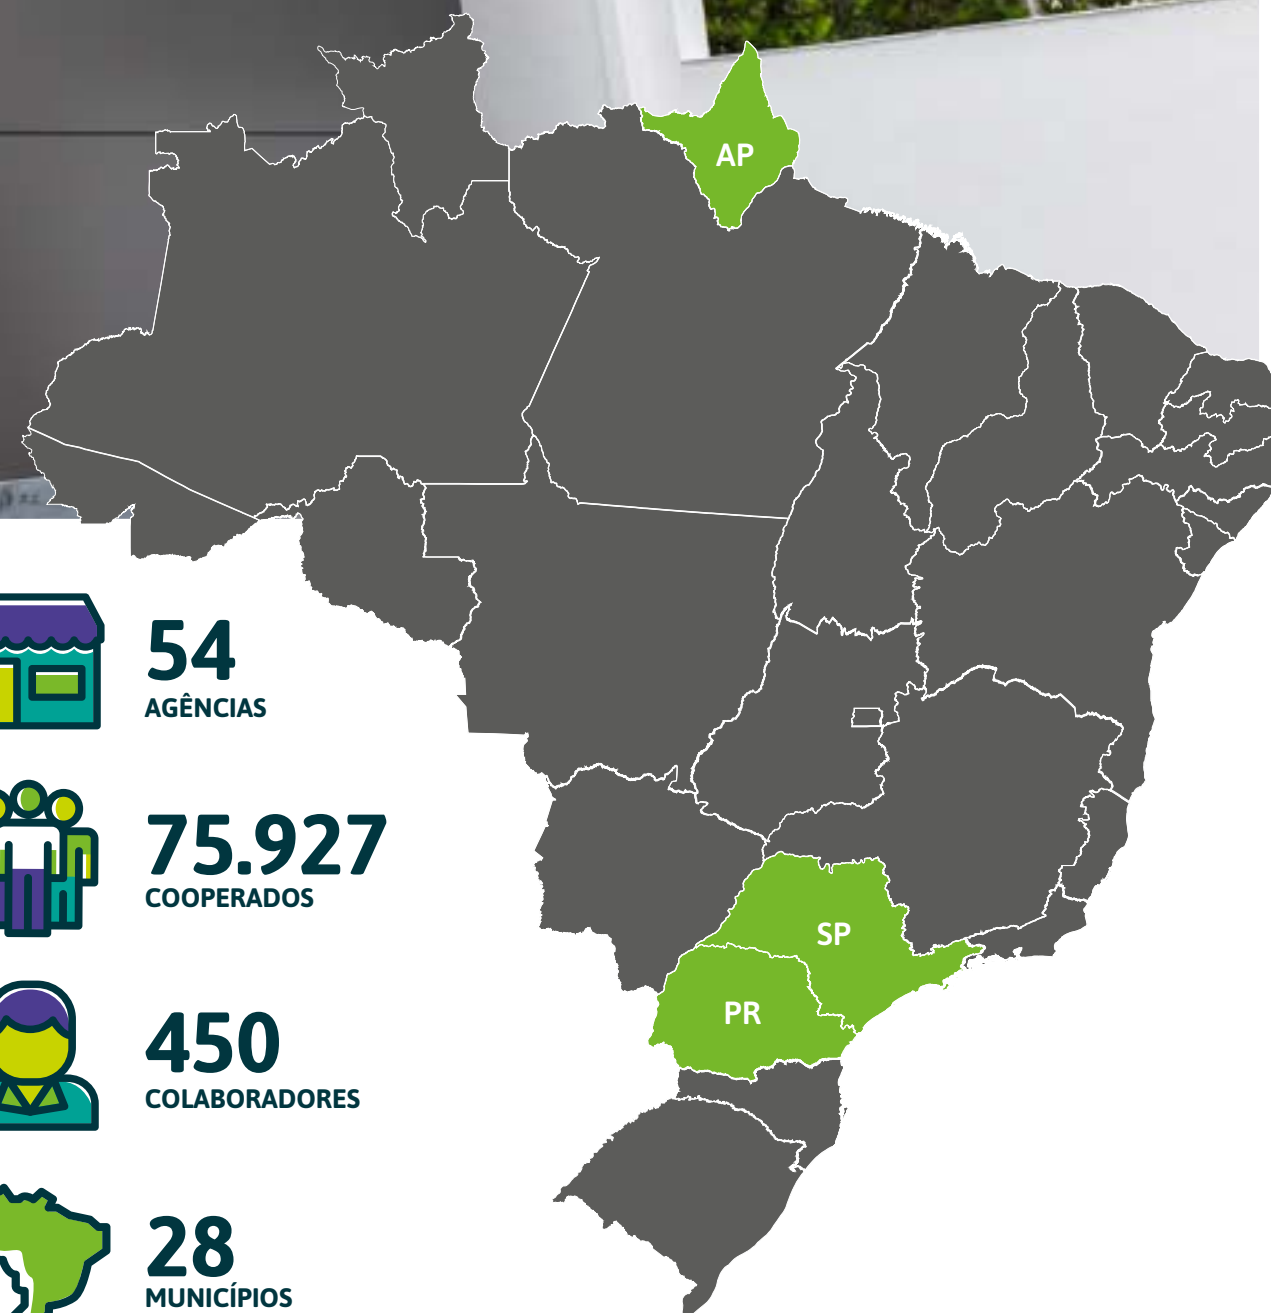 AP
54
AGÊNCIAS
75.927
COOPERADOS
SP
PR
450
COLABORADORES
28
MUNICÍPIOS